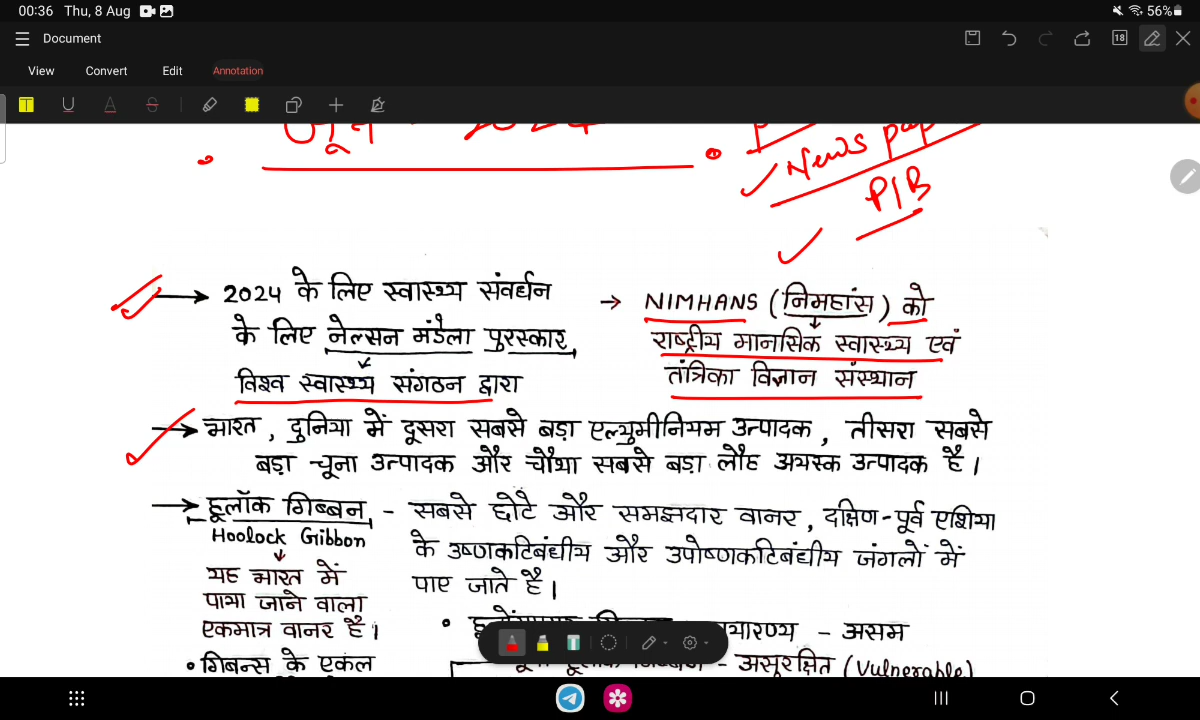 00:36 Thu, 8 Aug 56%
Document 18
View Convert Edit Annotation
T U A S
जून - 2024
News pap
PIB
→ 2024 के लिए स्वास्थ्य संवर्धन
के लिए नेल्सन मंडेला पुरस्कार
विश्व स्वास्थ्य संगठन द्वारा
→ NIMHANS (निमहांस) को
राष्ट्रीय मानसिक स्वास्थ्य एवं
तंत्रिका विज्ञान संस्थान
→ भारत, दुनिया में दूसरा सबसे बड़ा एल्युमीनियम उत्पादक, तीसरा सबसे
बड़ा चूना उत्पादक और चौथा सबसे बड़ा लौह अयस्क उत्पादक है।
→ हूलॉक गिब्बन - सबसे छोटे और समझदार वानर, दक्षिण-पूर्व एशिया
के उष्णकटिबंधीय और उपोष्णकटिबंधीय जंगलों में
पाए जाते है।
Hoolock Gibbon
यह भारत में
पाया जाने वाला
एकमात्र वानर है।
• गिबन्स के एकल
- असम
- असुरक्षित (Vulnerable)